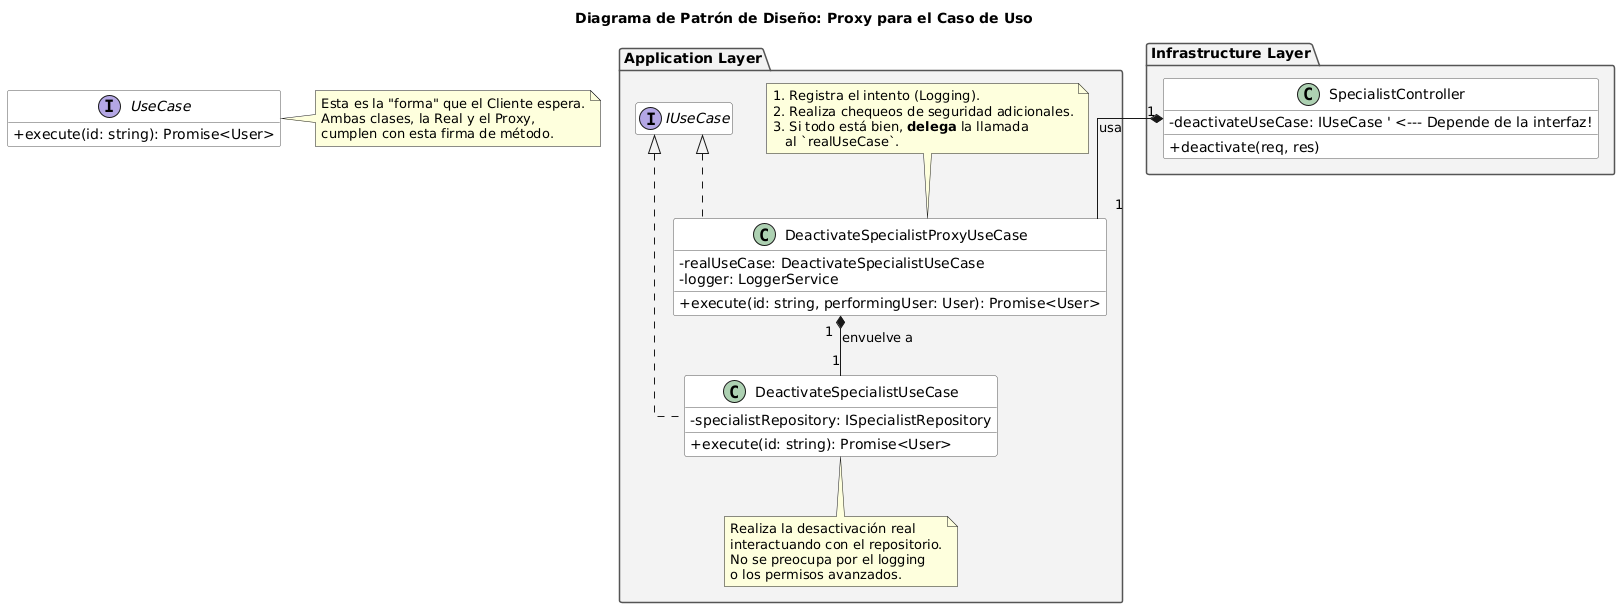 Diagrama de Patrón de Diseño: Proxy para el Caso de Uso
I UseCase
+execute(id: string): Promise<User>
Esta es la "forma" que el Cliente espera.
Ambas clases, la Real y el Proxy,
cumplen con esta firma de método.
Application Layer
I IUseCase
1. Registra el intento (Logging).
2. Realiza chequeos de seguridad adicionales.
3. Si todo está bien, delega la llamada
al `realUseCase`.
Infrastructure Layer
C SpecialistController
-deactivateUseCase: IUseCase ' <--- Depende de la interfaz!
+deactivate(req, res)
1
usa
1
C DeactivateSpecialistProxyUseCase
-realUseCase: DeactivateSpecialistUseCase
-logger: LoggerService
+execute(id: string, performingUser: User): Promise<User>
1
envuelve a
1
C DeactivateSpecialistUseCase
-specialistRepository: ISpecialistRepository
+execute(id: string): Promise<User>
Realiza la desactivación real
interactuando con el repositorio.
No se preocupa por el logging
o los permisos avanzados.